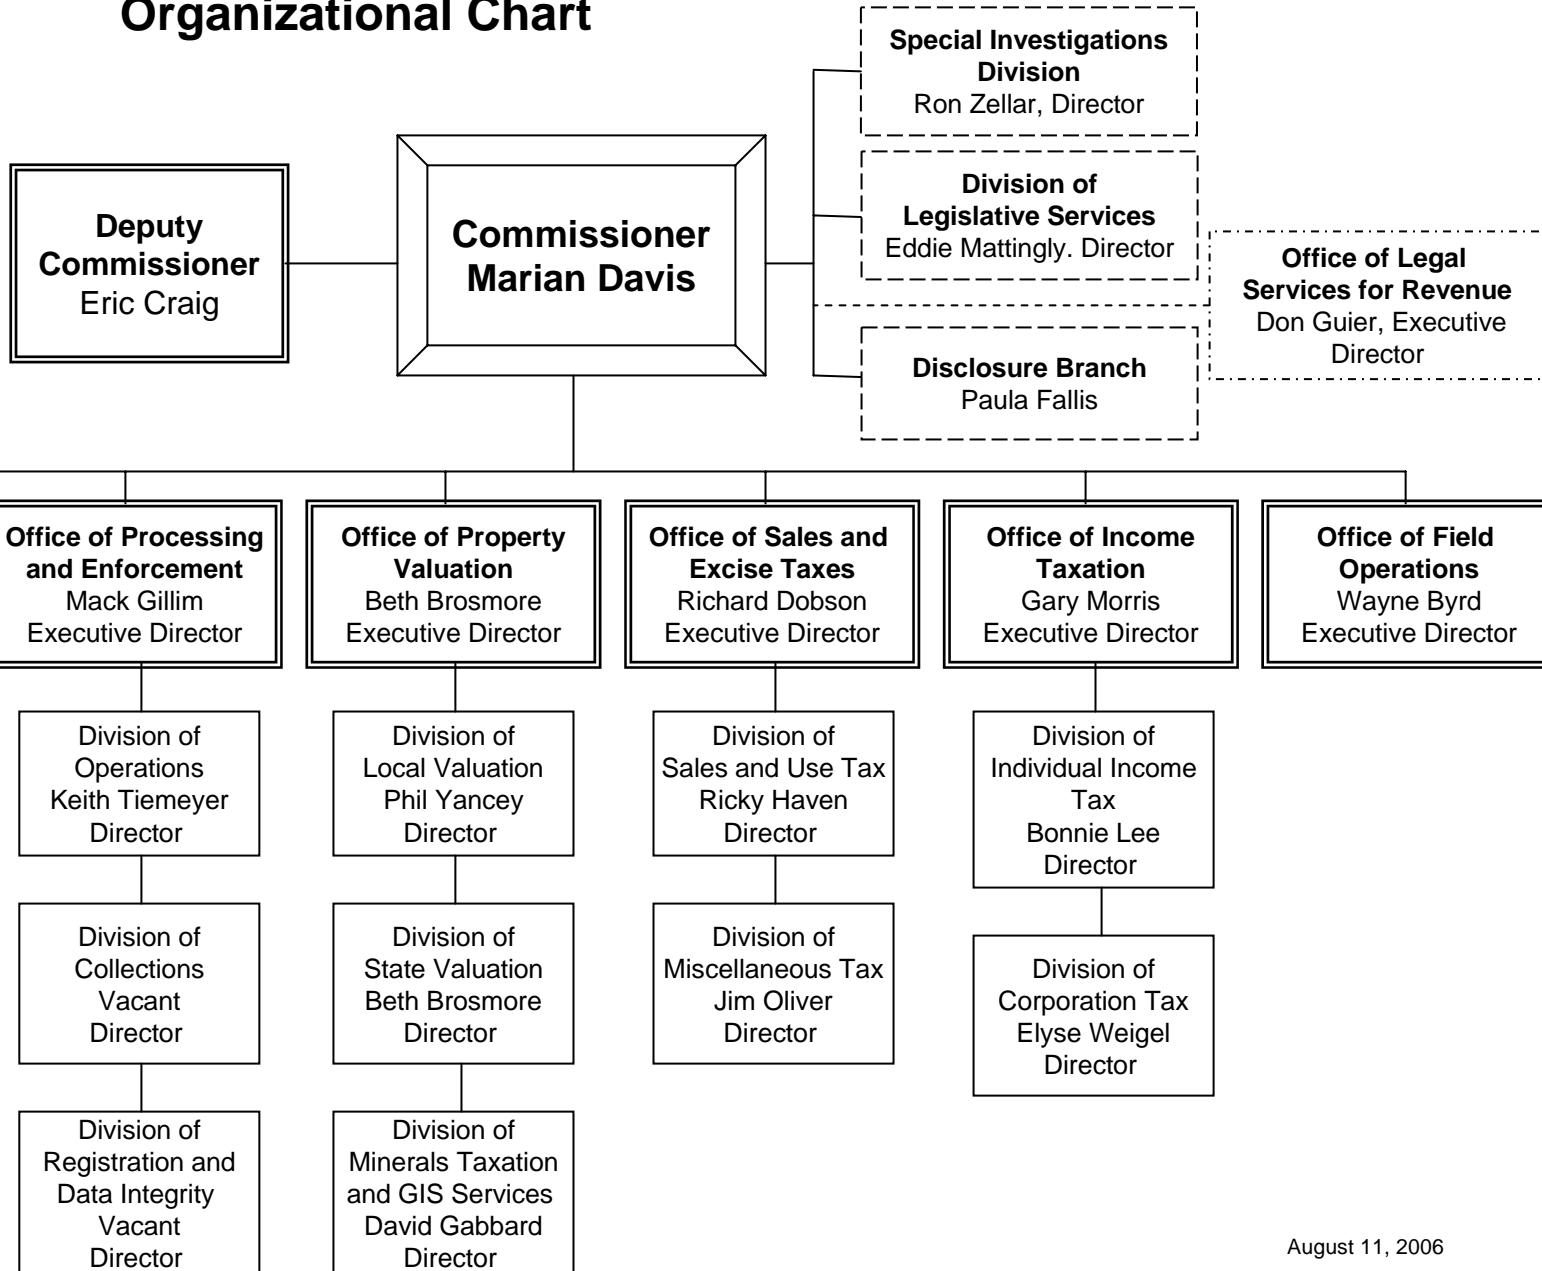 Organizational Chart
Special Investigations
Division
Ron Zellar, Director
Deputy
Commissioner
Eric Craig
Commissioner
Marian Davis
Division of
Legislative Services
Eddie Mattingly. Director
Office of Legal
Services for Revenue
Don Guier, Executive
Director
Disclosure Branch
Paula Fallis
Office of Processing
and Enforcement
Mack Gillim
Executive Director
Office of Property
Valuation
Beth Brosmore
Executive Director
Office of Sales and
Excise Taxes
Richard Dobson
Executive Director
Office of Income
Taxation
Gary Morris
Executive Director
Office of Field
Operations
Wayne Byrd
Executive Director
Division of
Operations
Keith Tiemeyer
Director
Division of
Local Valuation
Phil Yancey
Director
Division of
Sales and Use Tax
Ricky Haven
Director
Division of
Individual Income
Tax
Bonnie Lee
Director
Division of
Collections
Vacant
Director
Division of
State Valuation
Beth Brosmore
Director
Division of
Miscellaneous Tax
Jim Oliver
Director
Division of
Corporation Tax
Elyse Weigel
Director
Division of
Registration and
Data Integrity
Vacant
Director
Division of
Minerals Taxation
and GIS Services
David Gabbard
Director
August 11, 2006